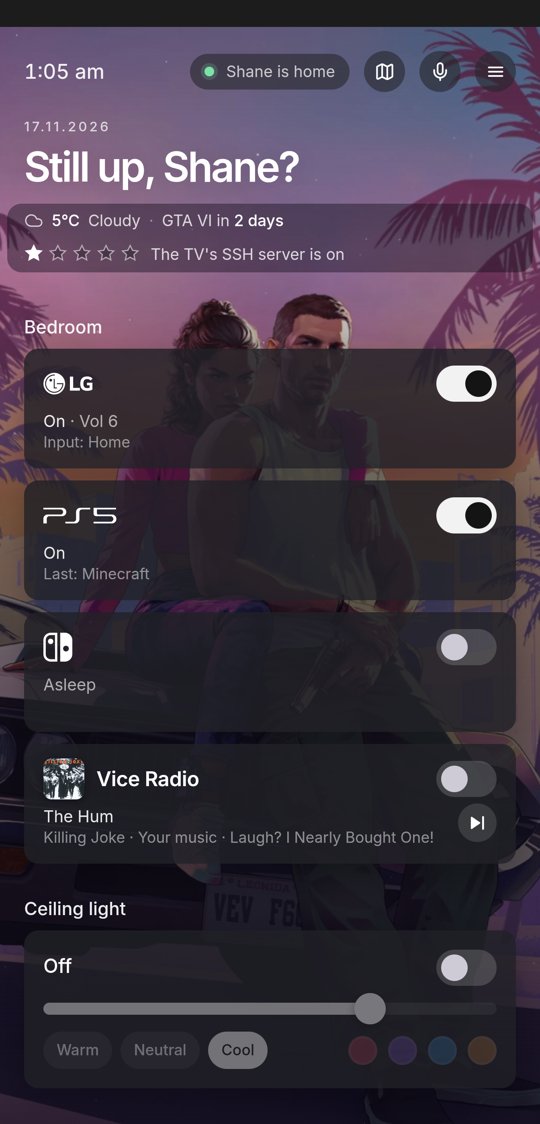 1:05 am
Shane is home
17.11.2026
Still up, Shane?
5°C Cloudy · GTA VI in 2 days
The TV's SSH server is on
Bedroom
LG
On · Vol 6
Input: Home
PS5
On
Last: Minecraft
Asleep
Vice Radio
The Hum
Killing Joke · Your music · Laugh? I Nearly Bought One!
LEONIDA
Ceiling light
Off
Warm
Neutral
Cool